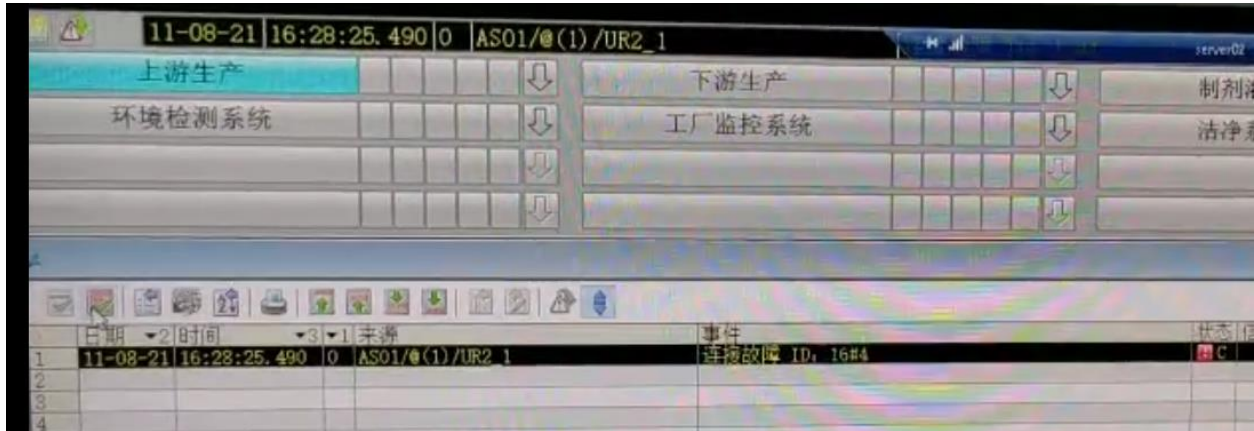 11-08-21 16:28:25.490 0 AS01/@(1)/UR2_1
server02
上游生产 下游生产 制剂
环境检测系统 工厂监控系统 洁净
日期 2 时间 3 1 来源 事件 状态
1 11-08-21 16:28:25.490 0 AS01/@(1)/UR2_1 连接故障 ID: 16#4 C
2
3
4